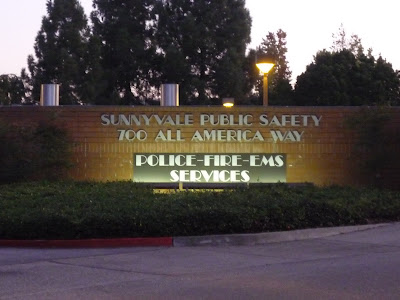 SUNNYVALE PUBLIC SAFETY
700 ALL AMERICA WAY
POLICE-FIRE-EMS
SERVICES